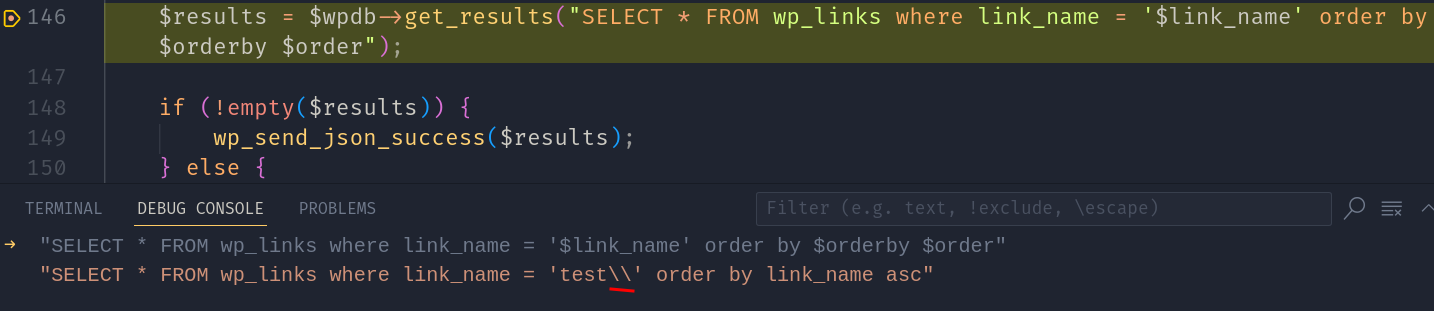 146 $results = $wpdb->get_results("SELECT * FROM wp_links where link_name = '$link_name' order by
$orderby $order");
147
148 if (!empty($results)) {
149 wp_send_json_success($results);
150 } else {
TERMINAL DEBUG CONSOLE PROBLEMS Filter (e.g. text, !exclude, \escape)
→ "SELECT * FROM wp_links where link_name = '$link_name' order by $orderby $order"
"SELECT * FROM wp_links where link_name = 'test\\' order by link_name asc"